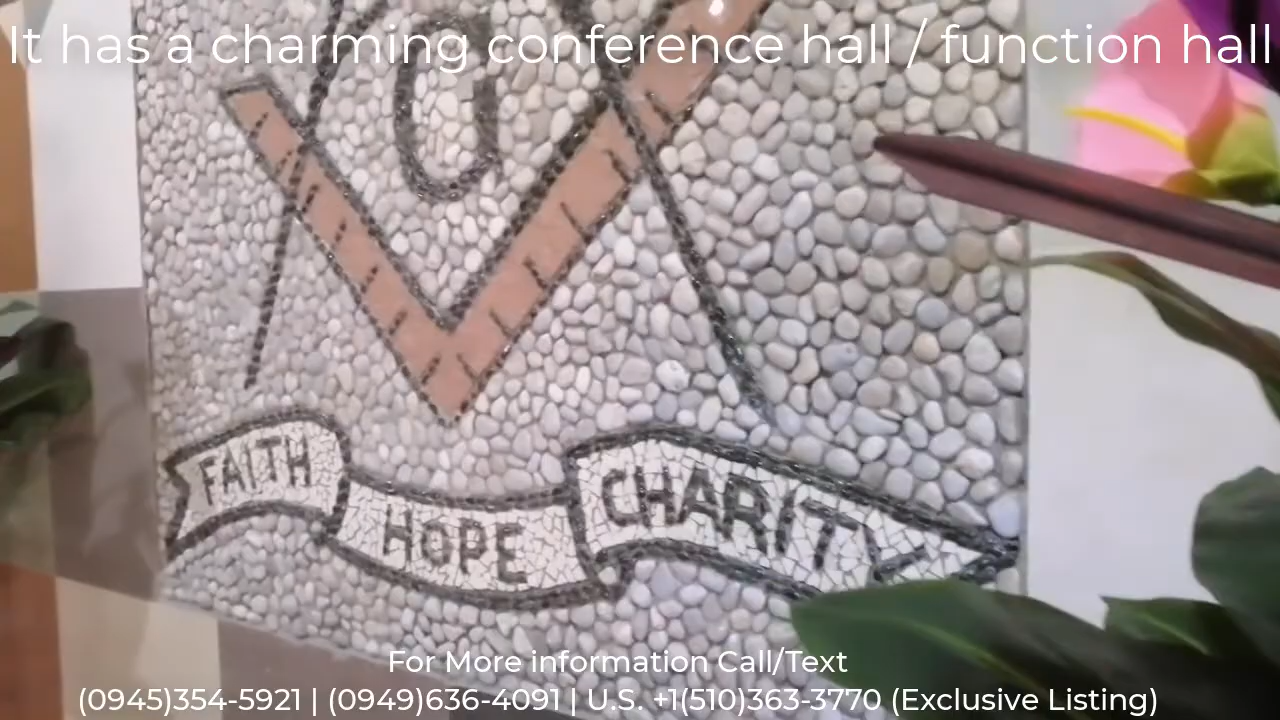 It has a charming conference hall / function hall
G
FAITH
HOPE
CHARITY
For More information Call/Text
(0945)354-5921 | (0949)636-4091 | U.S. +1(510)363-3770 (Exclusive Listing)